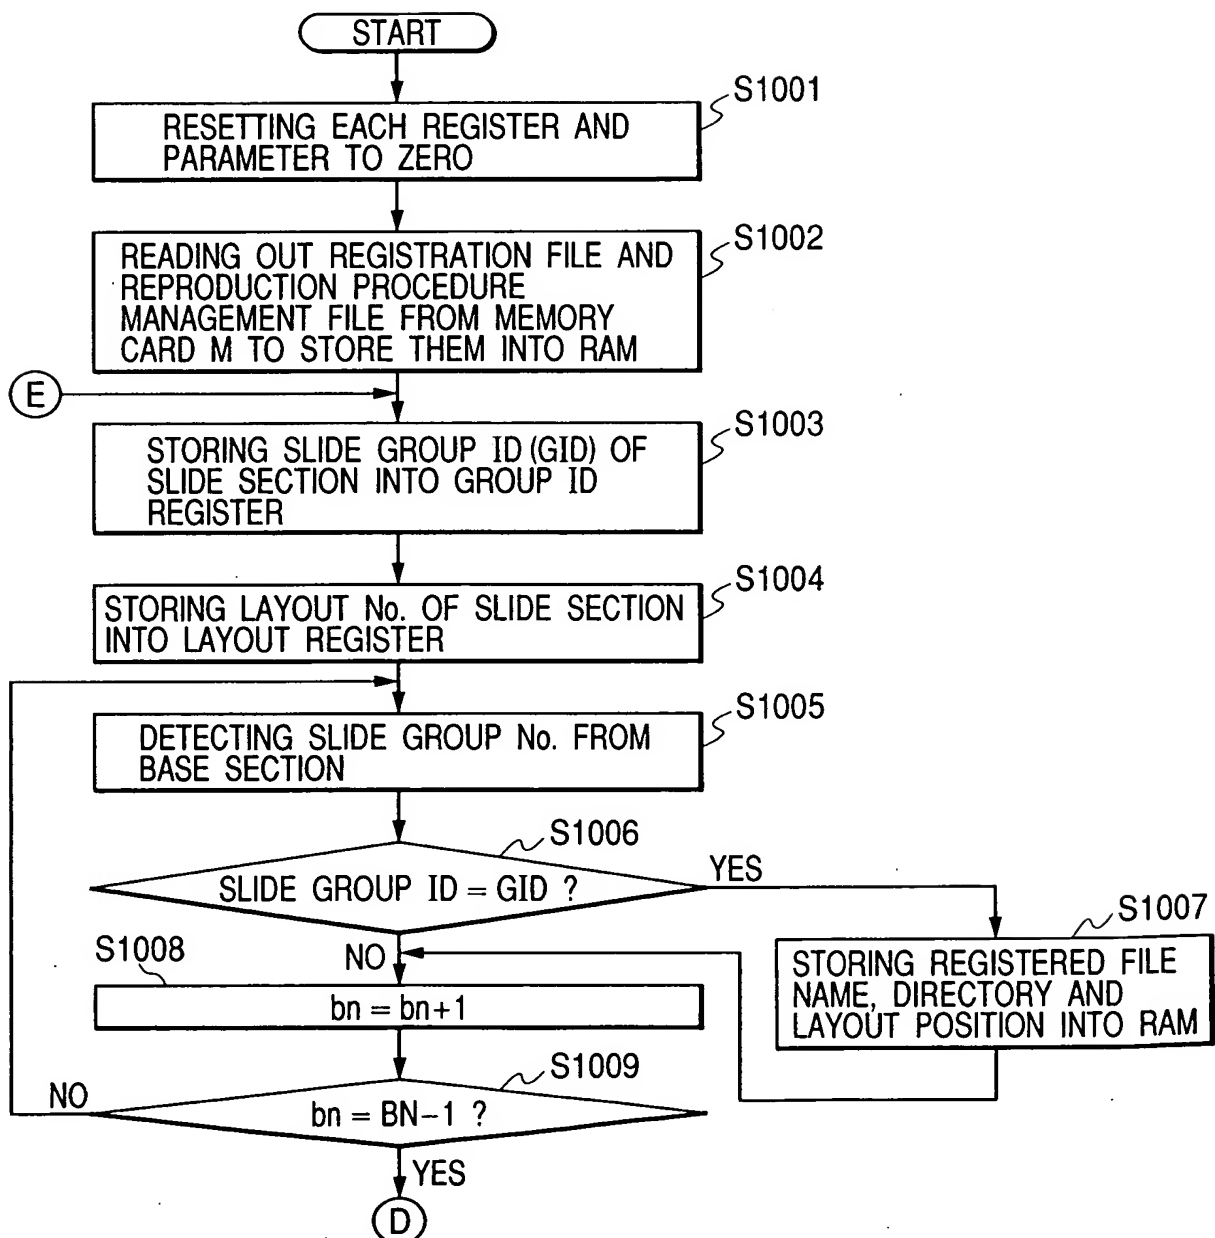 START
S1001
RESETTING EACH REGISTER AND
PARAMETER TO ZERO
S1002
READING OUT REGISTRATION FILE AND
REPRODUCTION PROCEDURE
MANAGEMENT FILE FROM MEMORY
CARD M TO STORE THEM INTO RAM
E
S1003
STORING SLIDE GROUP ID (GID) OF
SLIDE SECTION INTO GROUP ID
REGISTER
S1004
STORING LAYOUT No. OF SLIDE SECTION
INTO LAYOUT REGISTER
S1005
DETECTING SLIDE GROUP No. FROM
BASE SECTION
S1006
SLIDE GROUP ID = GID ?
YES
S1007
STORING REGISTERED FILE
NAME, DIRECTORY AND
LAYOUT POSITION INTO RAM
NO
S1008
bn = bn+1
S1009
bn = BN-1 ?
NO
YES
D